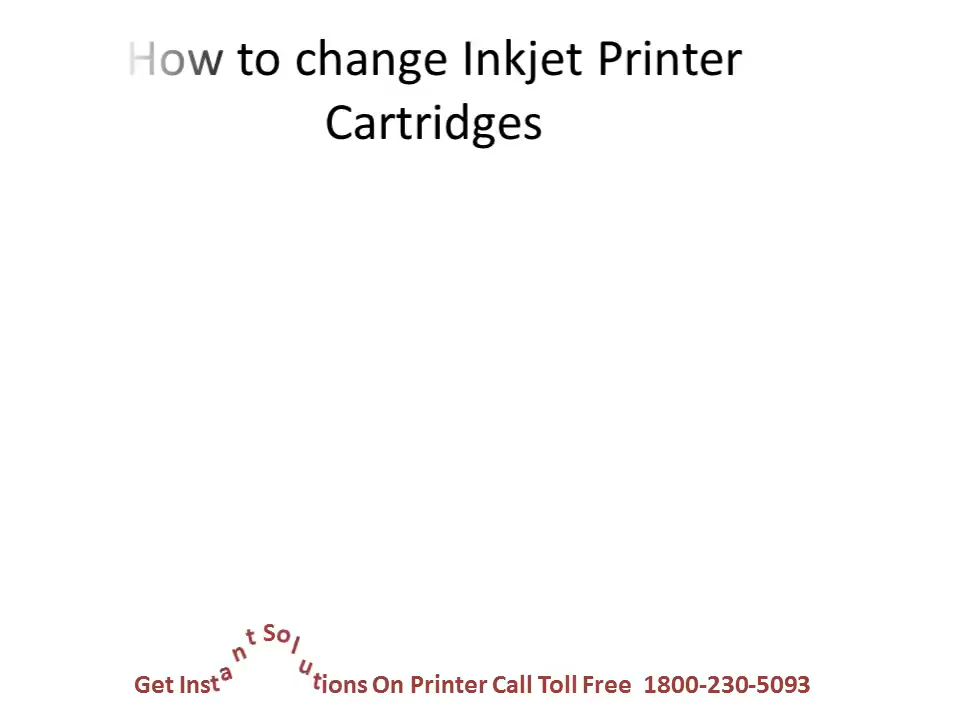 How to change Inkjet Printer
Cartridges
Get Instant Solutions On Printer Call Toll Free 1800-230-5093